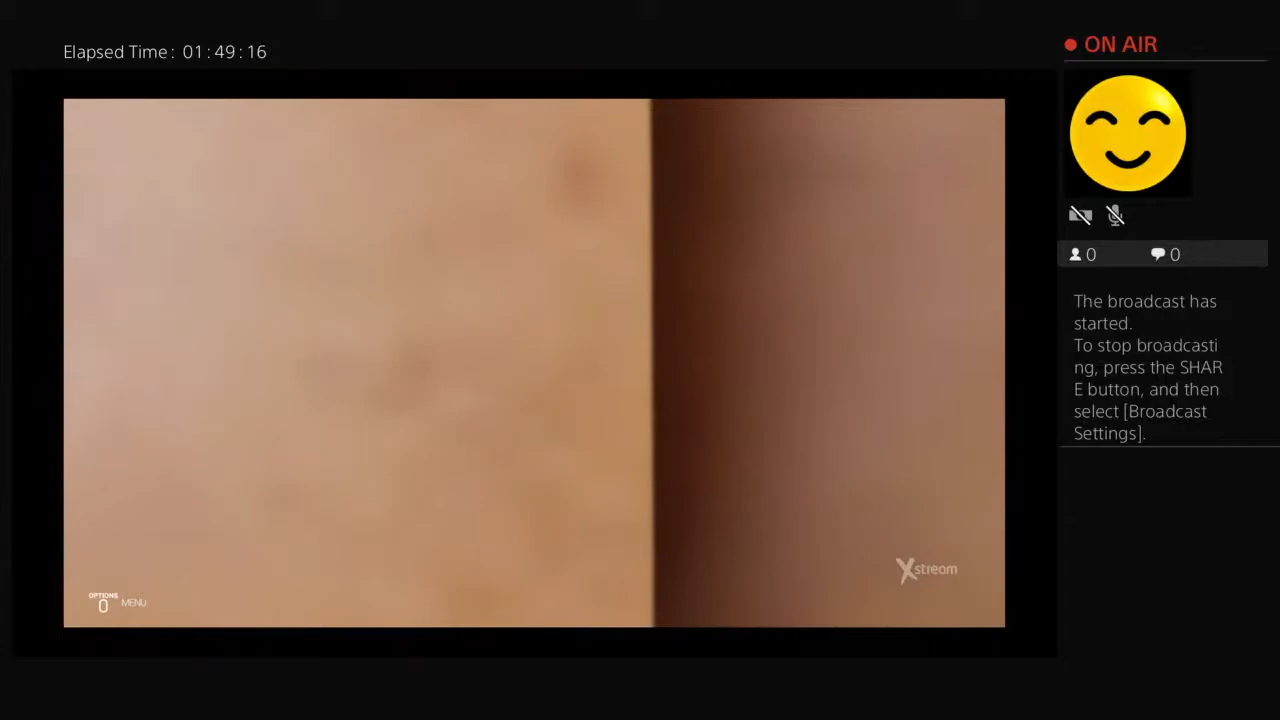 Elapsed Time: 01:49:16
ON AIR
0 0
The broadcast has
started.
To stop broadcasti
ng, press the SHAR
E button, and then
select [Broadcast
Settings].
Xstream
OPTIONS
MENU